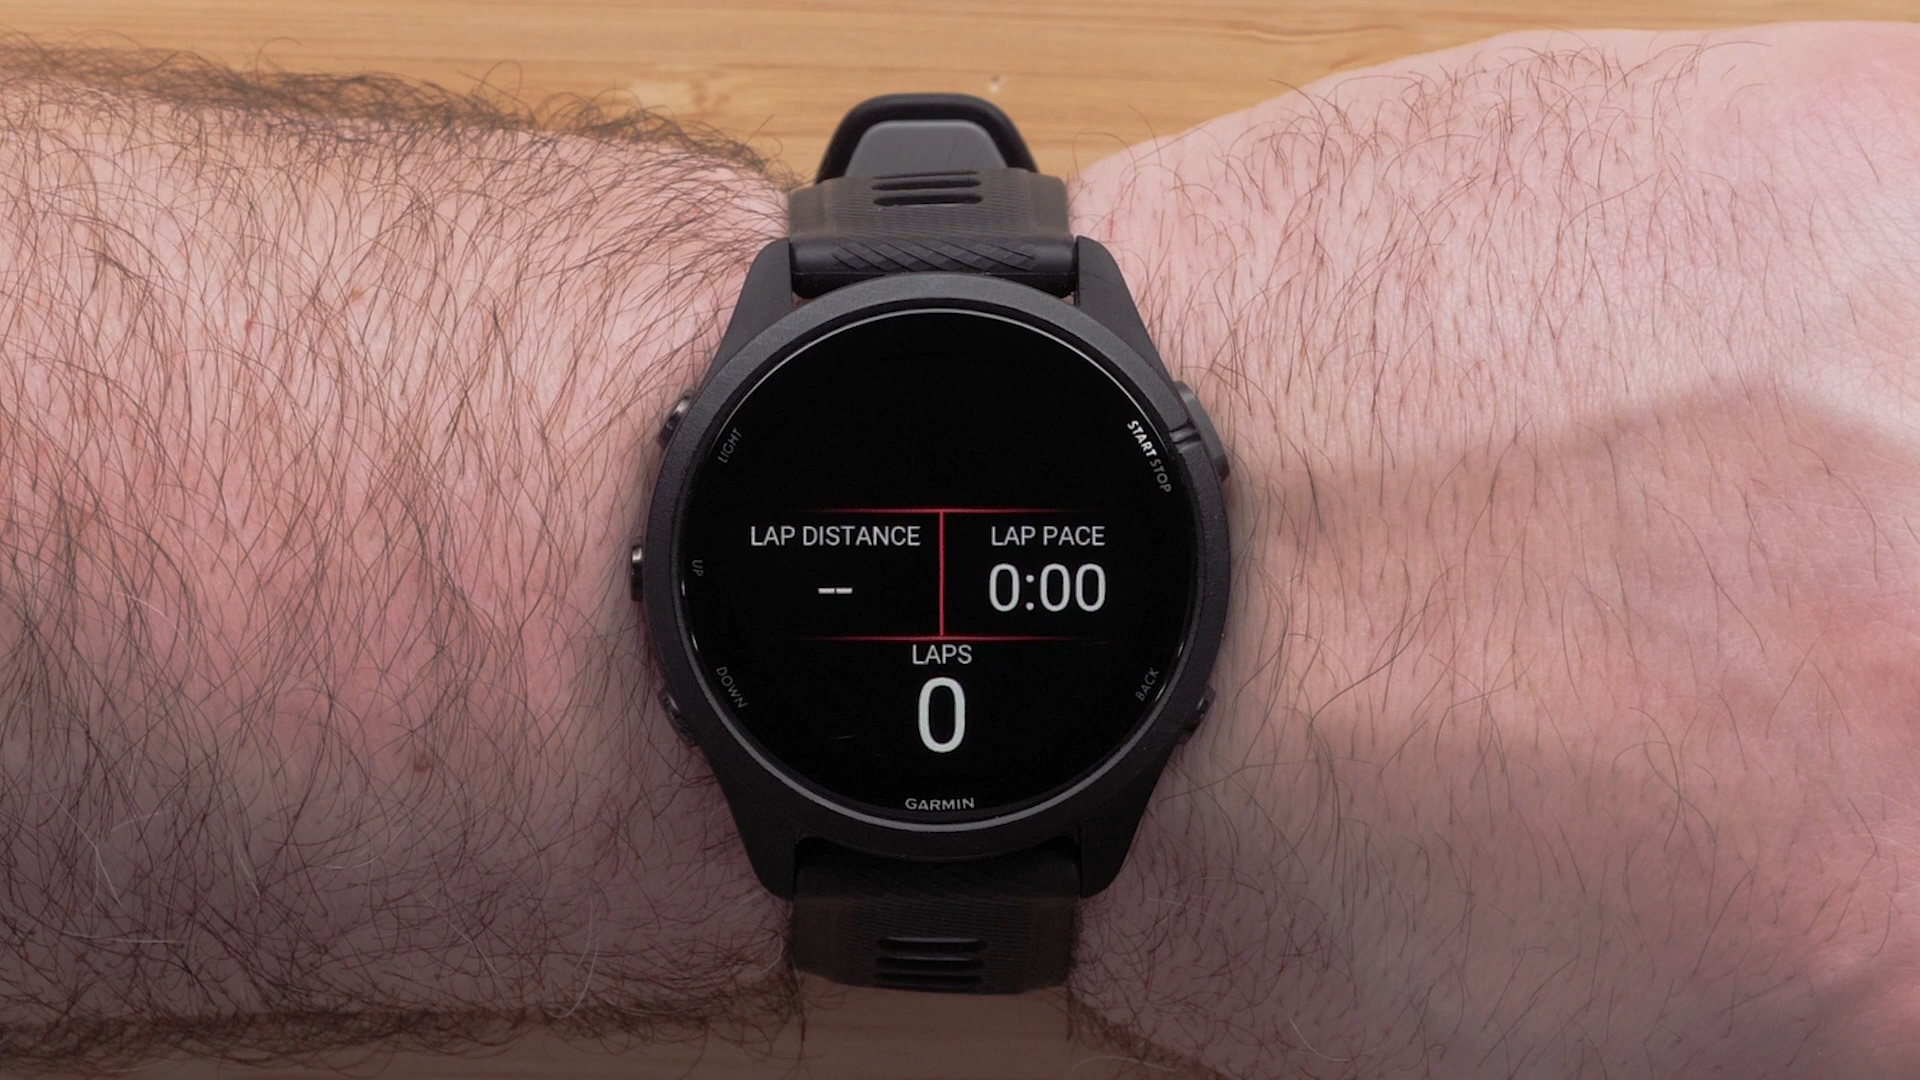 LIGHT
START STOP
UP
LAP DISTANCE
--
LAP PACE
0:00
LAPS
0
DOWN
BACK
GARMIN